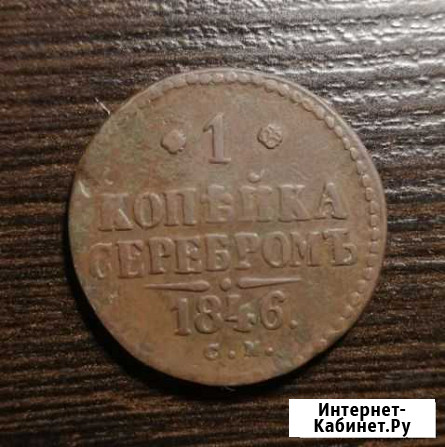 1
КОПѢЙКА
СЕРЕБРОМЪ
1846.
С.М.
Интернет-
Кабинет.Ру